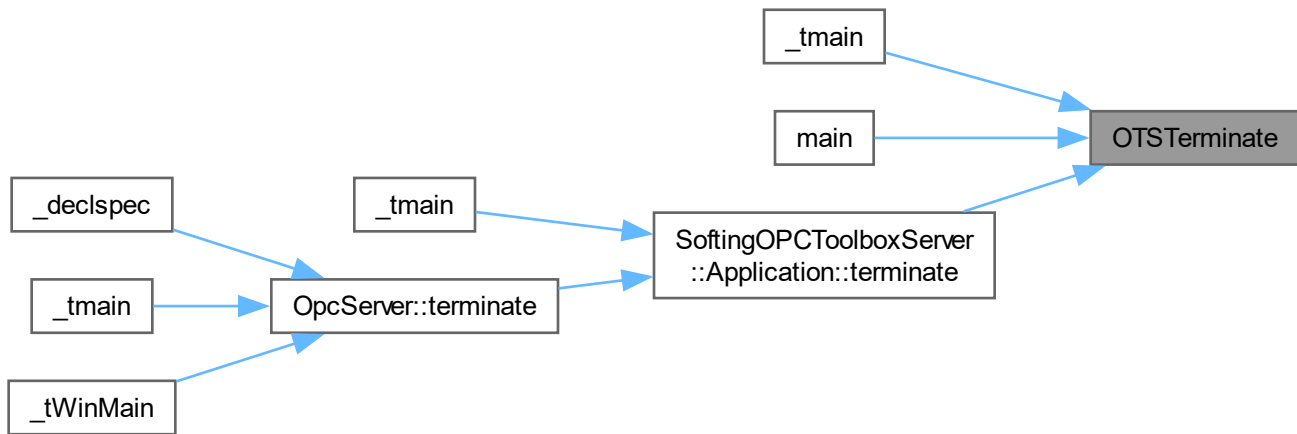 _tmain
main
OTSTerminate
_declspec
_tmain
SoftingOPCToolboxServer
::Application::terminate
_tmain
OpcServer::terminate
_tWinMain